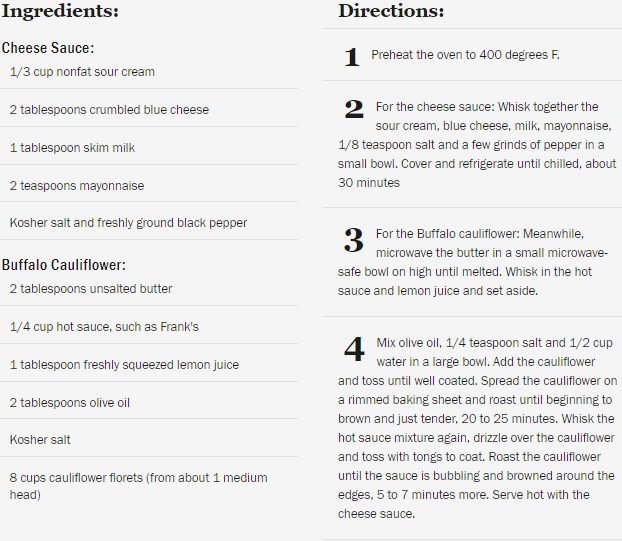 Ingredients:
Cheese Sauce:
1/3 cup nonfat sour cream
2 tablespoons crumbled blue cheese
1 tablespoon skim milk
2 teaspoons mayonnaise
Kosher salt and freshly ground black pepper
Buffalo Cauliflower:
2 tablespoons unsalted butter
1/4 cup hot sauce, such as Frank's
1 tablespoon freshly squeezed lemon juice
2 tablespoons olive oil
Kosher salt
8 cups cauliflower florets (from about 1 medium
head)
Directions:
1 Preheat the oven to 400 degrees F.
2 For the cheese sauce: Whisk together the
sour cream, blue cheese, milk, mayonnaise,
1/8 teaspoon salt and a few grinds of pepper in a
small bowl. Cover and refrigerate until chilled, about
30 minutes
3 For the Buffalo cauliflower: Meanwhile,
microwave the butter in a small microwave-
safe bowl on high until melted. Whisk in the hot
sauce and lemon juice and set aside.
4 Mix olive oil, 1/4 teaspoon salt and 1/2 cup
water in a large bowl. Add the cauliflower
and toss until well coated. Spread the cauliflower on
a rimmed baking sheet and roast until beginning to
brown and just tender, 20 to 25 minutes. Whisk the
hot sauce mixture again, drizzle over the cauliflower
and toss with tongs to coat. Roast the cauliflower
until the sauce is bubbling and browned around the
edges, 5 to 7 minutes more. Serve hot with the
cheese sauce.